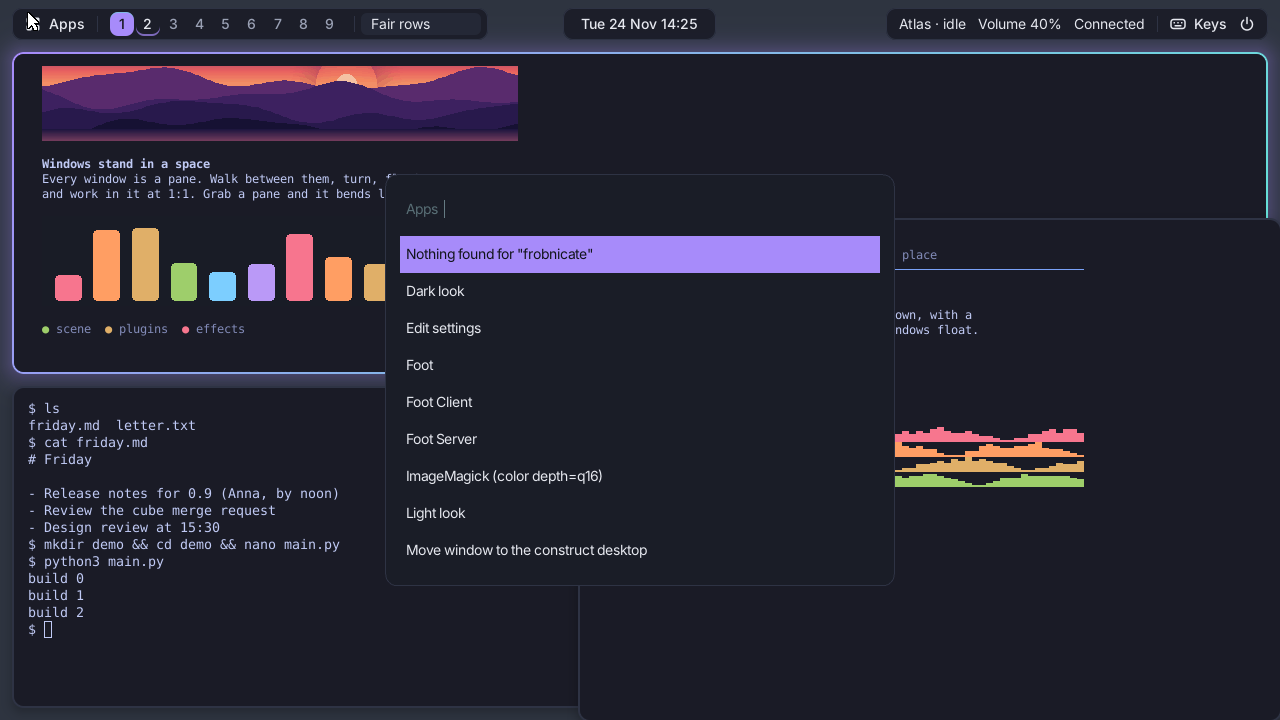 Apps 1 2 3 4 5 6 7 8 9 Fair rows Tue 24 Nov 14:25 Atlas · idle Volume 40% Connected Keys
Windows stand in a space
Every window is a pane. Walk between them, turn,
and work in it at 1:1. Grab a pane and it bends
scene plugins effects
Apps
Nothing found for "frobnicate"
Dark look
Edit settings
Foot
Foot Client
Foot Server
ImageMagick (color depth=q16)
Light look
Move window to the construct desktop
place
own, with a
ndows float.
$ ls
friday.md letter.txt
$ cat friday.md
# Friday
- Release notes for 0.9 (Anna, by noon)
- Review the cube merge request
- Design review at 15:30
$ mkdir demo && cd demo && nano main.py
$ python3 main.py
build 0
build 1
build 2
$